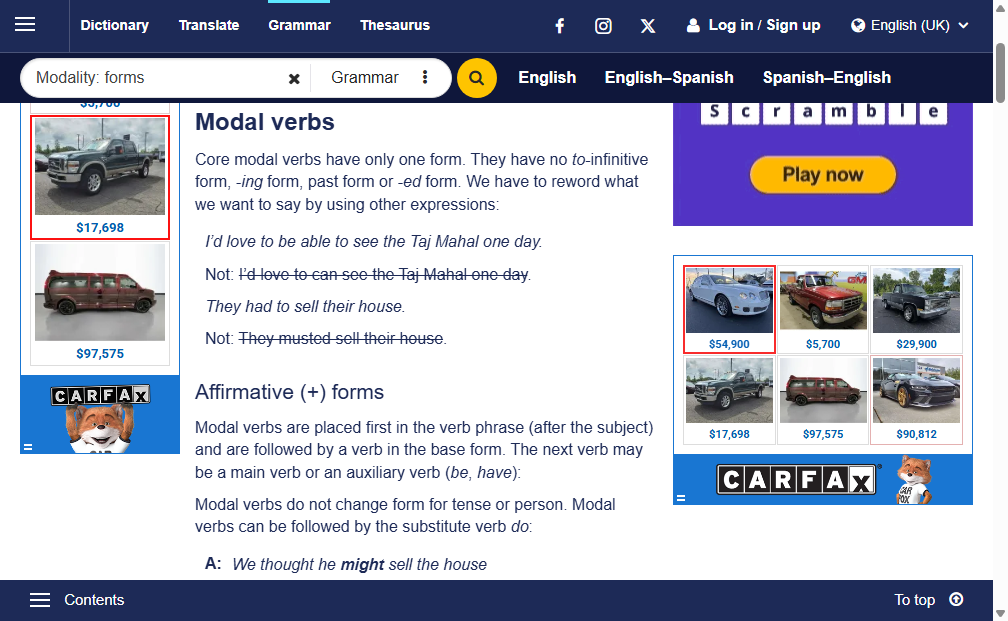 Dictionary Translate Grammar Thesaurus Log in / Sign up English (UK)
Modality: forms Grammar English English–Spanish Spanish–English
$5,700
$17,698
$97,575
CARFAX
Modal verbs
Core modal verbs have only one form. They have no to-infinitive
form, -ing form, past form or -ed form. We have to reword what
we want to say by using other expressions:
I’d love to be able to see the Taj Mahal one day.
Not: I’d love to can see the Taj Mahal one day.
They had to sell their house.
Not: They musted sell their house.
Affirmative (+) forms
Modal verbs are placed first in the verb phrase (after the subject)
and are followed by a verb in the base form. The next verb may
be a main verb or an auxiliary verb (be, have):
Modal verbs do not change form for tense or person. Modal
verbs can be followed by the substitute verb do:
A: We thought he might sell the house
Scramble
Play now
$54,900 $5,700 $29,900
$17,698 $97,575 $90,812
CARFAX
CAR
FOX
Contents To top